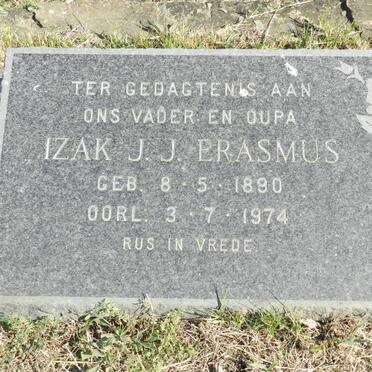 TER GEDAGTENIS AAN
ONS VADER EN OUPA
IZAK J. J. ERASMUS
GEB. 8 · 5 · 1890
OORL. 3 · 7 · 1974
RUS IN VREDE